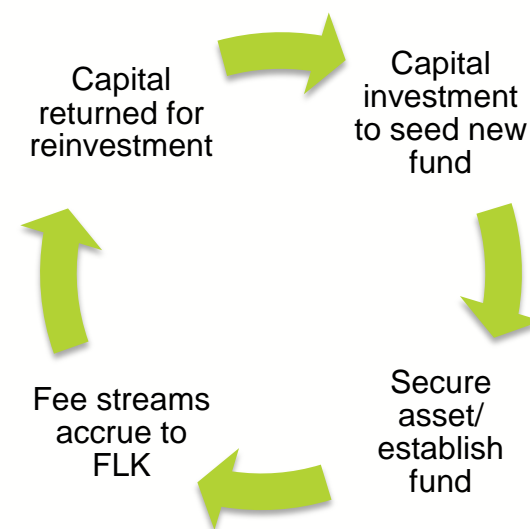 Capital
returned for
reinvestment
Capital
investment
to seed new
fund
Secure
asset/
establish
fund
Fee streams
accrue to
FLK